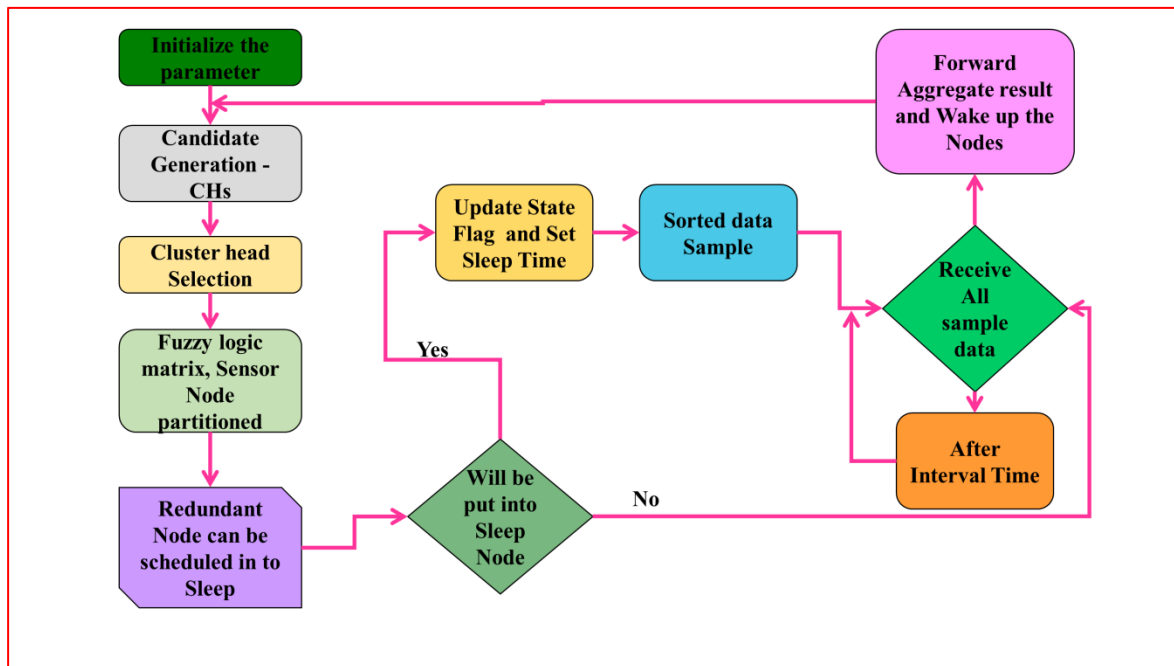 Initialize the
parameter
Candidate
Generation -
CHs
Cluster head
Selection
Fuzzy logic
matrix, Sensor
Node
partitioned
Redundant
Node can be
scheduled in to
Sleep
Will be
put into
Sleep
Node
Yes
No
Update State
Flag and Set
Sleep Time
Sorted data
Sample
Receive
All
sample
data
After
Interval Time
Forward
Aggregate result
and Wake up the
Nodes